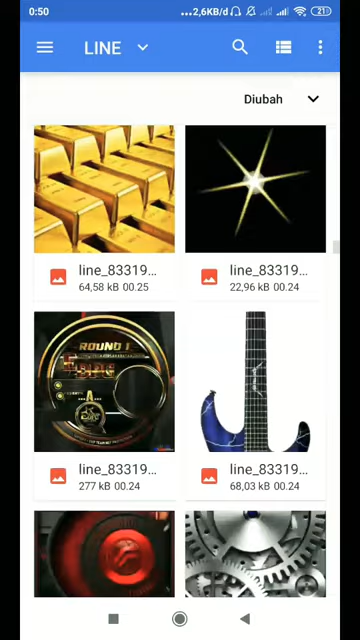 0:50
...2,6KB/d
21
LINE
Diubah
line_83319...
64,58 kB 00.25
line_83319...
22,96 kB 00.24
ROUND 1
line_83319...
277 kB 00.24
line_83319...
68,03 kB 00.24